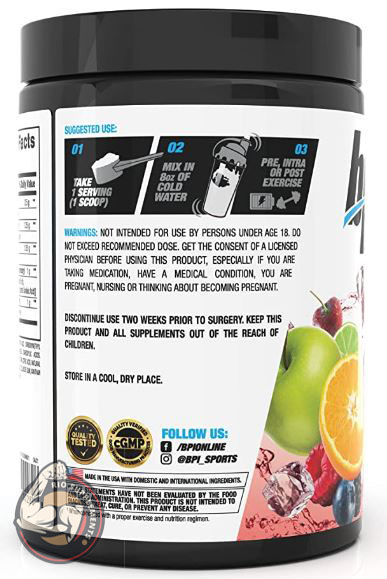 SUGGESTED USE:
01
TAKE
1 SERVING
(1 SCOOP)
02
MIX IN
8oz OF
COLD
WATER
03
PRE, INTRA
OR POST
EXERCISE
WARNINGS: NOT INTENDED FOR USE BY PERSONS UNDER AGE 18. DO
NOT EXCEED RECOMMENDED DOSE. GET THE CONSENT OF A LICENSED
PHYSICIAN BEFORE USING THIS PRODUCT, ESPECIALLY IF YOU ARE
TAKING MEDICATION, HAVE A MEDICAL CONDITION, YOU ARE
PREGNANT, NURSING OR THINKING ABOUT BECOMING PREGNANT.
DISCONTINUE USE TWO WEEKS PRIOR TO SURGERY. KEEP THIS
PRODUCT AND ALL SUPPLEMENTS OUT OF THE REACH OF
CHILDREN.
STORE IN A COOL, DRY PLACE.
QUALITY
TESTED
QUALITY VERIFIED
cGMP
FOLLOW US:
/BPIONLINE
@BPI_SPORTS
MADE IN THE USA WITH DOMESTIC AND INTERNATIONAL INGREDIENTS.
STATEMENTS HAVE NOT BEEN EVALUATED BY THE FOOD
ADMINISTRATION. THIS PRODUCT IS NOT INTENDED TO
TREAT, CURE, OR PREVENT ANY DISEASE.
with a proper exercise and nutrition regimen.
Facts
Daily Value